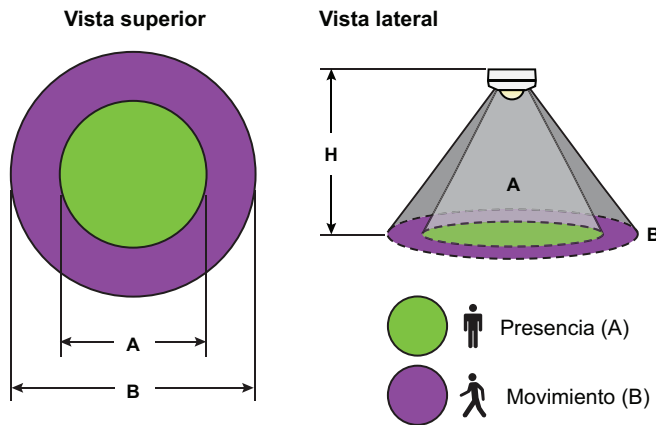 Vista superior
Vista lateral
H
A
B
A
B
Presencia (A)
Movimiento (B)